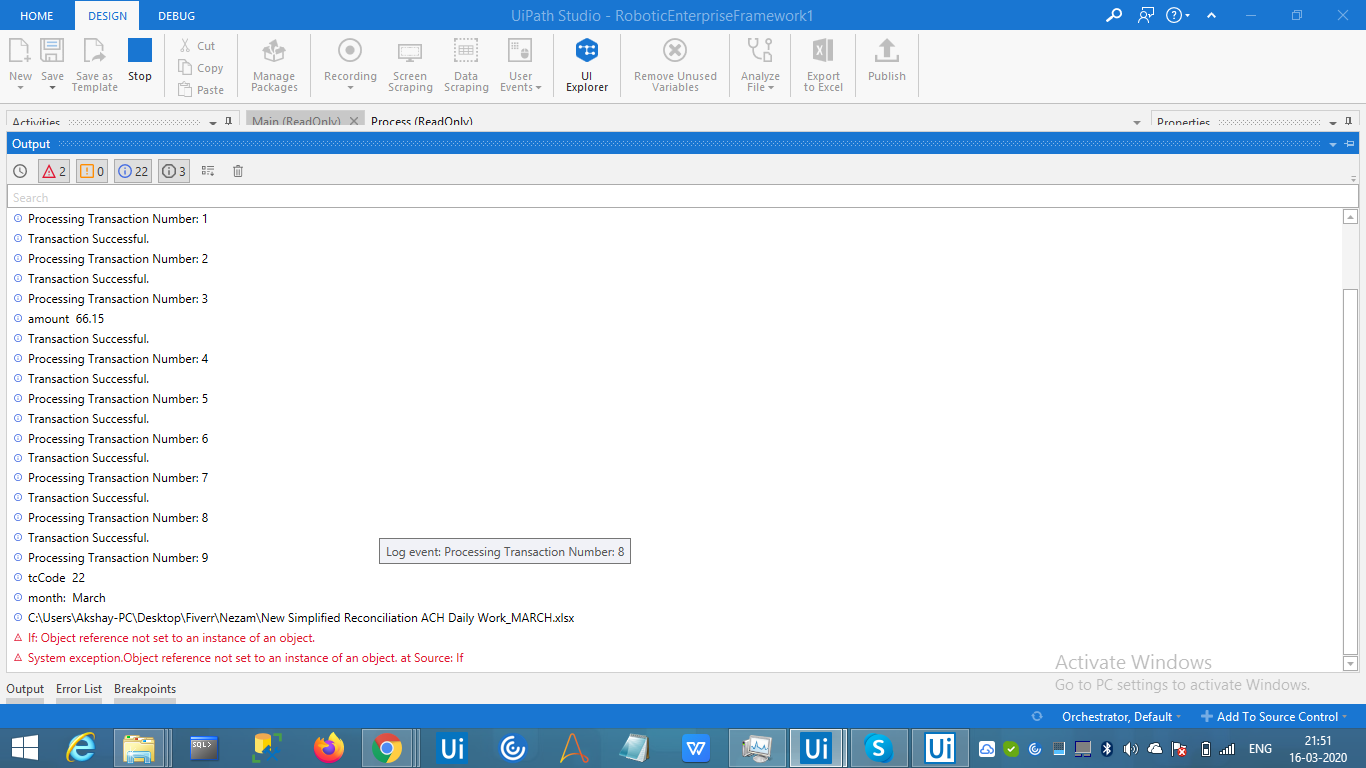 HOME DESIGN DEBUG UiPath Studio - RoboticEnterpriseFramework1
New Save Save as Template Stop Cut Copy Paste Manage Packages Recording Screen Scraping Data Scraping User Events UI Explorer Remove Unused Variables Analyze File Export to Excel Publish
Activities Main (ReadOnly) Process (ReadOnly) Properties
Output
2 0 22 3
Search
Processing Transaction Number: 1
Transaction Successful.
Processing Transaction Number: 2
Transaction Successful.
Processing Transaction Number: 3
amount 66.15
Transaction Successful.
Processing Transaction Number: 4
Transaction Successful.
Processing Transaction Number: 5
Transaction Successful.
Processing Transaction Number: 6
Transaction Successful.
Processing Transaction Number: 7
Transaction Successful.
Processing Transaction Number: 8
Transaction Successful.
Log event: Processing Transaction Number: 8
Processing Transaction Number: 9
tcCode 22
month: March
C:\Users\Akshay-PC\Desktop\Fiverr\Nezam\New Simplified Reconciliation ACH Daily Work_MARCH.xlsx
If: Object reference not set to an instance of an object.
System exception.Object reference not set to an instance of an object. at Source: If
Activate Windows
Go to PC settings to activate Windows.
Output Error List Breakpoints
Orchestrator, Default Add To Source Control
SQL> Ui W Ui S Ui ENG 21:51
16-03-2020